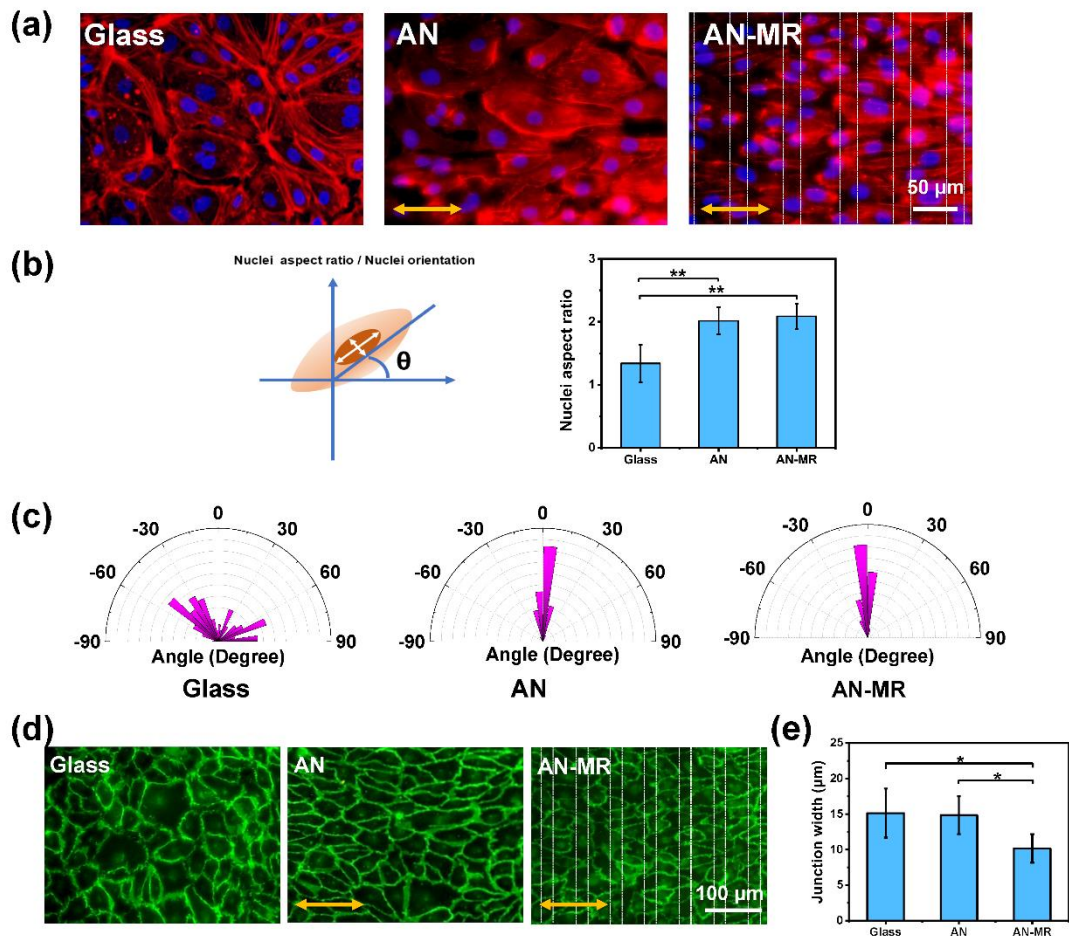 (a)
Glass
AN
AN-MR
50 µm
(b)
Nuclei aspect ratio / Nuclei orientation
θ
Nuclei aspect ratio
3
2
1
0
**
**
Glass
AN
AN-MR
(c)
-90
-60
-30
0
30
60
90
Angle (Degree)
Glass
-90
-60
-30
0
30
60
90
Angle (Degree)
AN
-90
-60
-30
0
30
60
90
Angle (Degree)
AN-MR
(d)
Glass
AN
AN-MR
100 µm
(e)
Junction width (µm)
25
20
15
10
5
0
*
*
Glass
AN
AN-MR